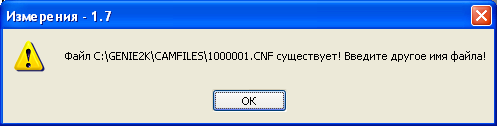 Измерения - 1.7
Файл C:\GENIE2K\CAMFILES\1000001.CNF существует! Введите другое имя файла!
OK